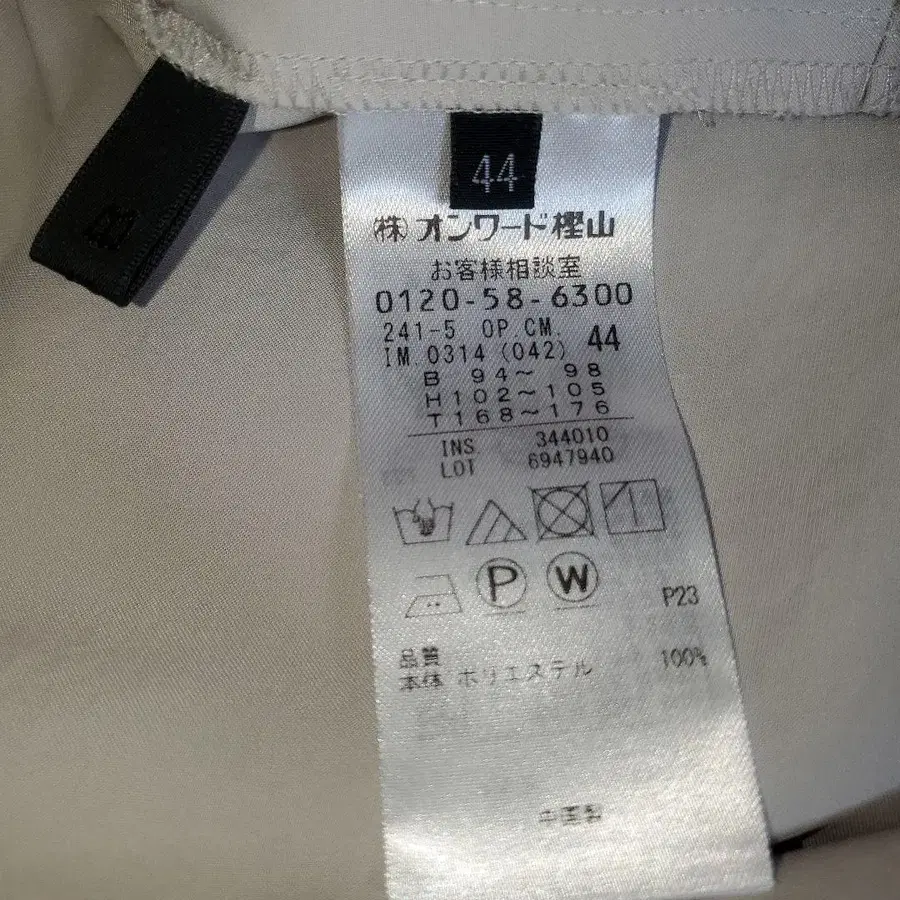 44
(株)オンワード樫山
お客様相談室
0120-58-6300
241-5 OP.CM.
IM.0314 (042) 44
B 94～ 98
H102～105
T168～176
INS 344010
LOT 6947940
P W
P23
品質
本体 ポリエステル 100%
中国製